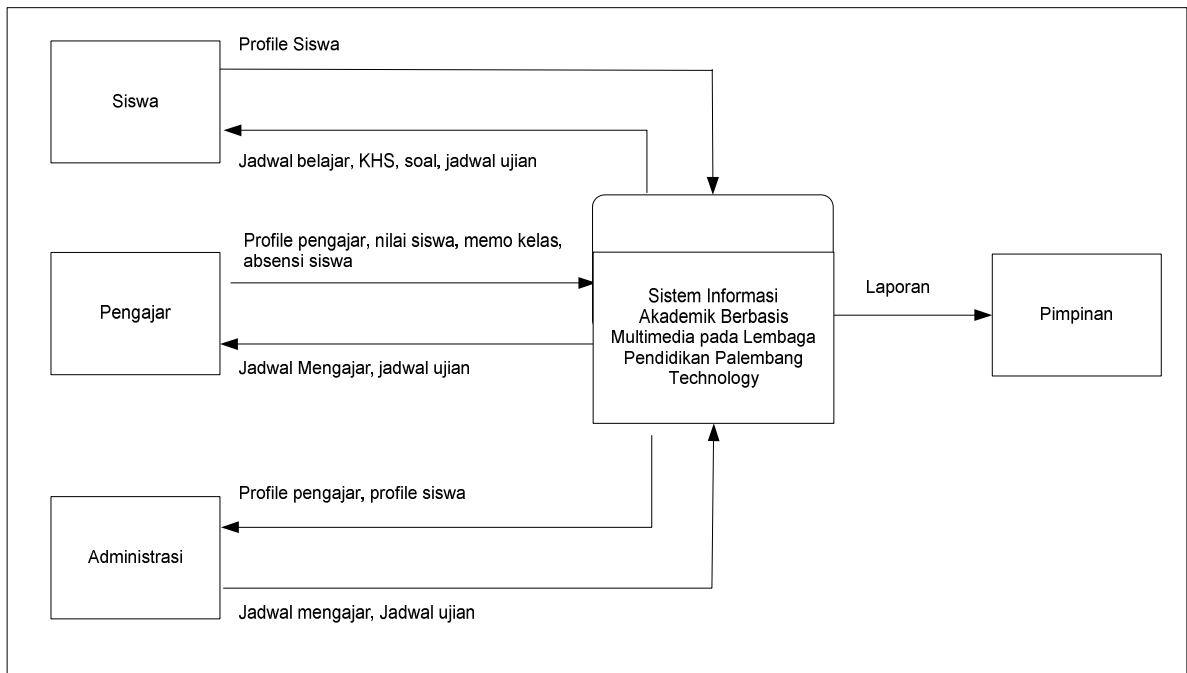 Profile Siswa
Siswa
Jadwal belajar, KHS, soal, jadwal ujian
Profile pengajar, nilai siswa, memo kelas,
absensi siswa
Pengajar
Jadwal Mengajar, jadwal ujian
Sistem Informasi
Akademik Berbasis
Multimedia pada Lembaga
Pendidikan Palembang
Technology
Laporan
Pimpinan
Profile pengajar, profile siswa
Administrasi
Jadwal mengajar, Jadwal ujian